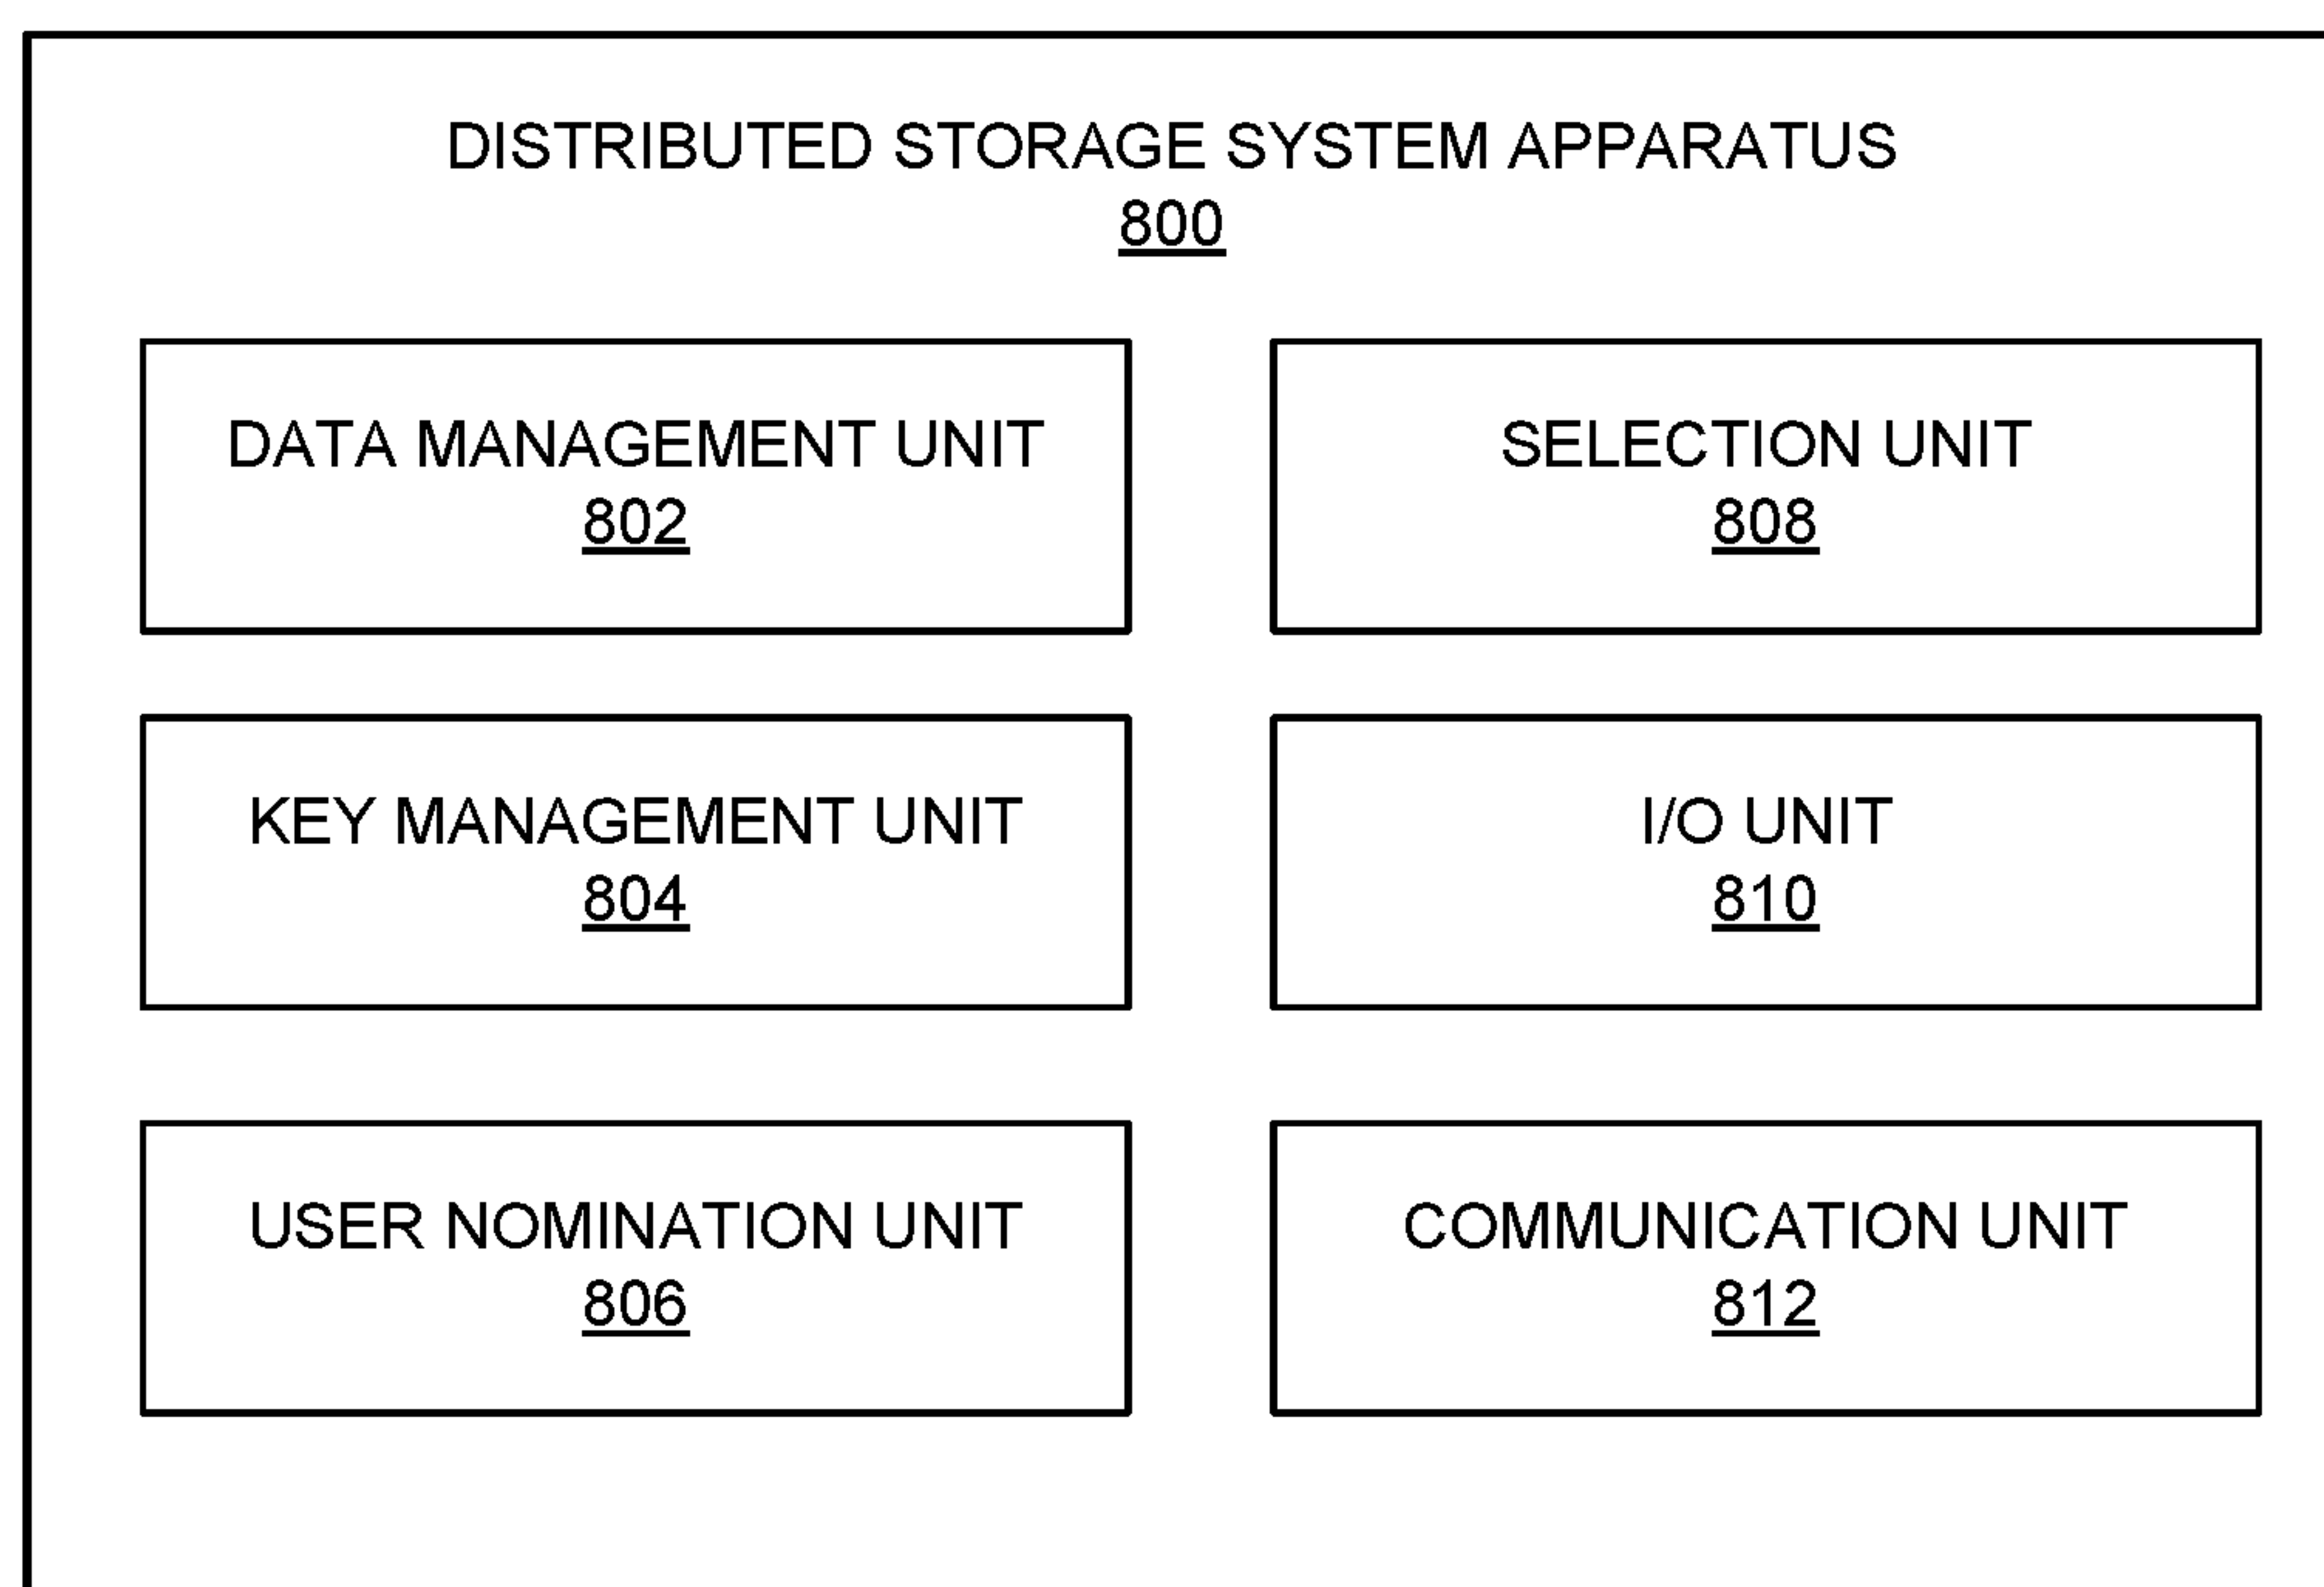 DISTRIBUTED STORAGE SYSTEM APPARATUS
800
DATA MANAGEMENT UNIT
802
SELECTION UNIT
808
KEY MANAGEMENT UNIT
804
I/O UNIT
810
USER NOMINATION UNIT
806
COMMUNICATION UNIT
812